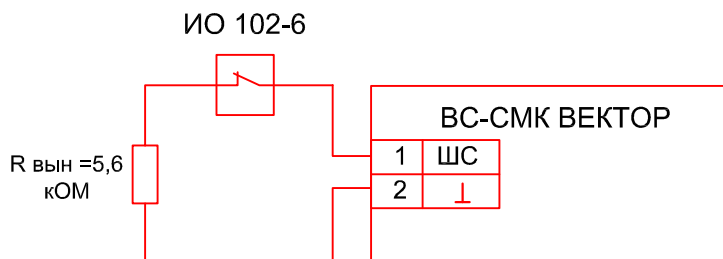 ИО 102-6
ВС-СМК ВЕКТОР
1 ШС
2 ⊥
R вын =5,6
кОМ